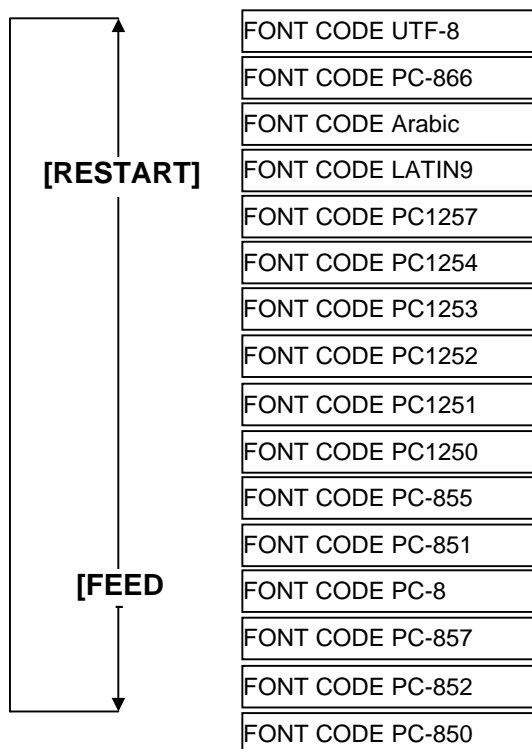 FONT CODE UTF-8
FONT CODE PC-866
FONT CODE Arabic
[RESTART]
FONT CODE LATIN9
FONT CODE PC1257
FONT CODE PC1254
FONT CODE PC1253
FONT CODE PC1252
FONT CODE PC1251
FONT CODE PC1250
FONT CODE PC-855
FONT CODE PC-851
[FEED
FONT CODE PC-8
FONT CODE PC-857
FONT CODE PC-852
FONT CODE PC-850